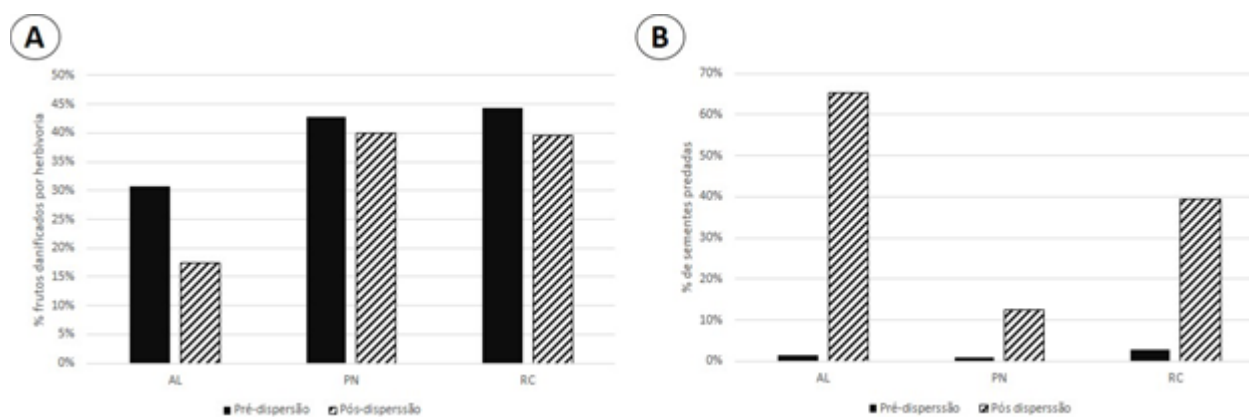 A
% frutos danificados por herbivoria
50%
45%
40%
35%
30%
25%
20%
15%
10%
5%
0%
AL PN RC
Pré-dispersão Pós-disperssão
B
% de sementes predadas
70%
60%
50%
40%
30%
20%
10%
0%
AL PN RC
Pré-dispersão Pós disperssão